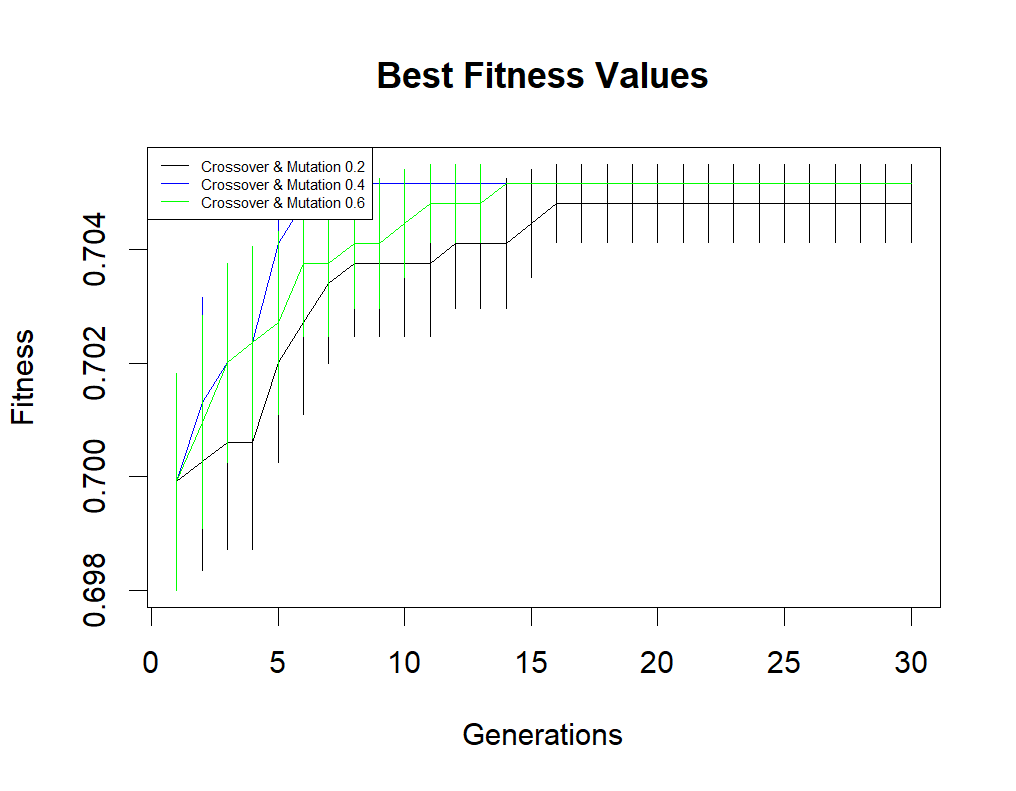 Best Fitness Values
Crossover & Mutation 0.2
Crossover & Mutation 0.4
Crossover & Mutation 0.6
0.704
0.702
0.700
0.698
Fitness
0 5 10 15 20 25 30
Generations